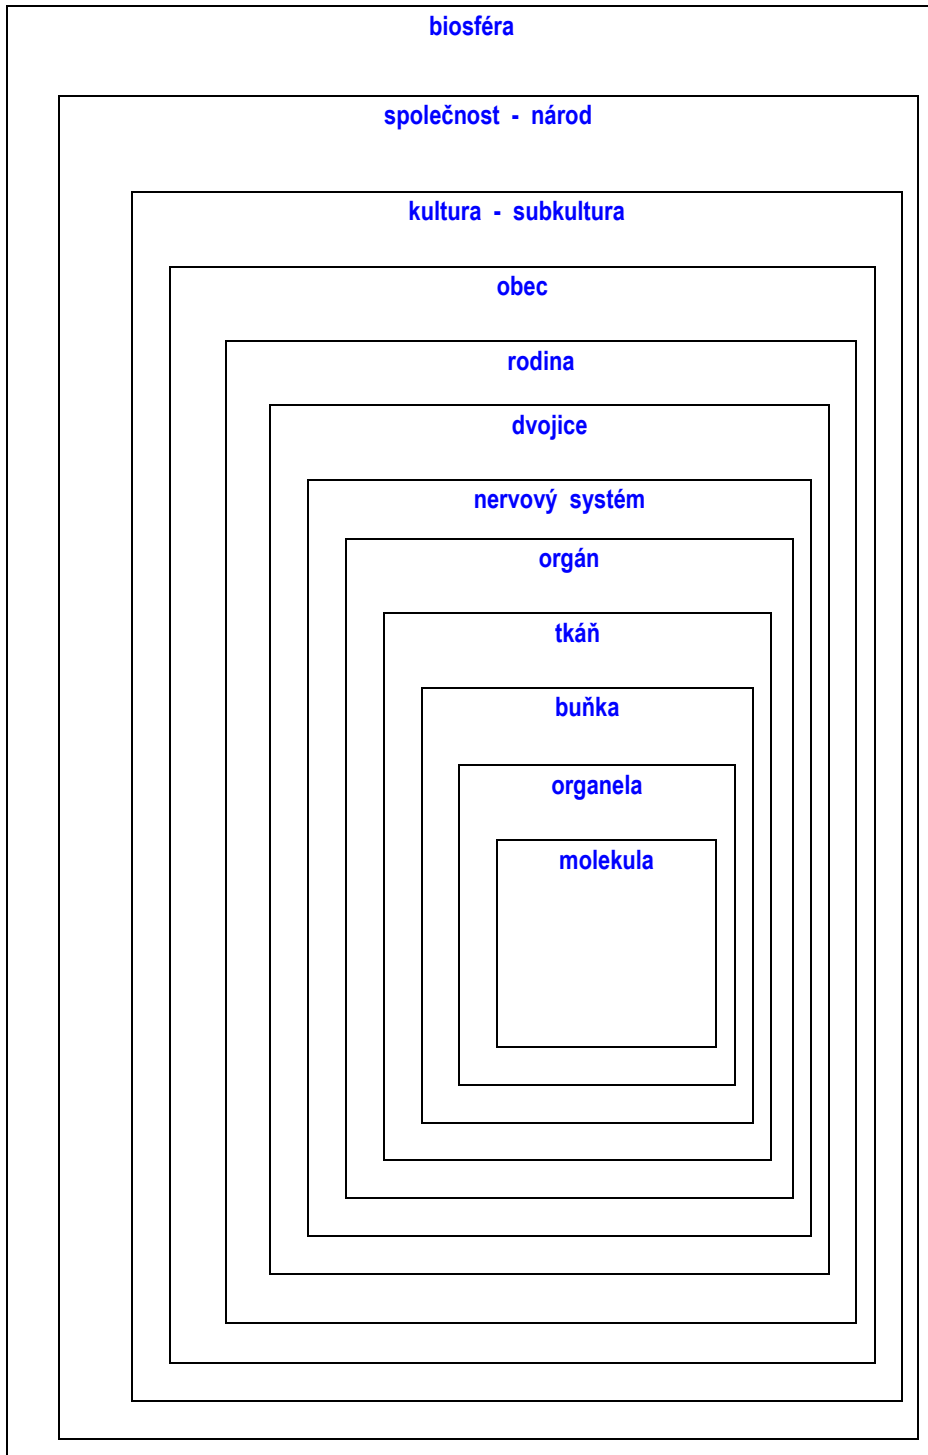 biosféra
společnost - národ
kultura - subkultura
obec
rodina
dvojice
nervový systém
orgán
tkáň
buňka
organela
molekula